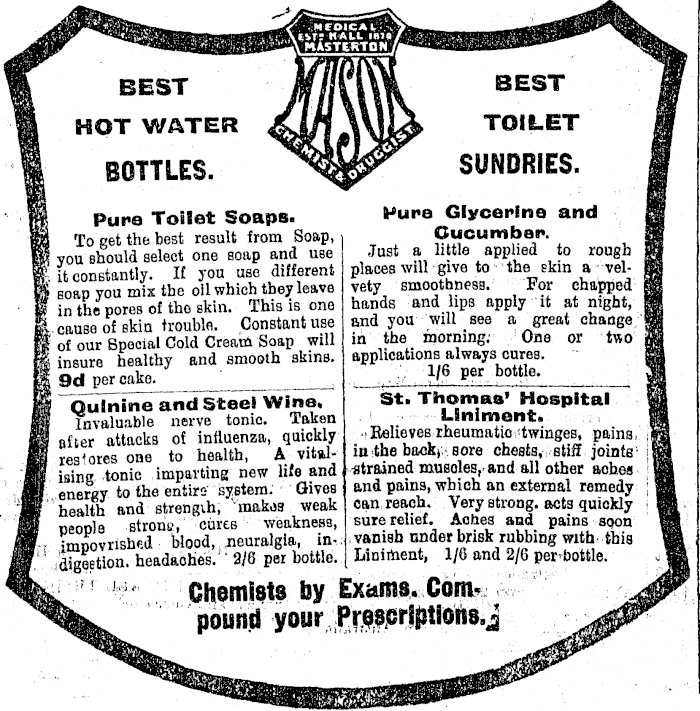 MEDICAL
ESTD HALL 1870
MASTERTON
MASON
CHEMIST & DRUGGIST
BEST
HOT WATER
BOTTLES.
BEST
TOILET
SUNDRIES.
Pure Toilet Soaps.
To get the best result from Soap,
you should select one soap and use
it constantly. If you use different
soap you mix the oil which they leave
in the pores of the skin. This is one
cause of skin trouble. Constant use
of our Special Cold Cream Soap will
insure healthy and smooth skins.
9d per cake.
Quinine and Steel Wine.
Invaluable nerve tonic. Taken
after attacks of influenza, quickly
restores one to health, A vital-
ising tonic imparting new life and
energy to the entire system. Gives
health and strength, makes weak
people strong, cures weakness,
impovrished blood, neuralgia, in-
digestion, headaches. 2/6 per bottle.
Pure Glycerine and
Cucumber.
Just a little applied to rough
places will give to the skin a vel-
vety smoothness. For chapped
hands and lips apply it at night,
and you will see a great change
in the morning. One or two
applications always cures.
1/6 per bottle.
St. Thomas' Hospital
Liniment.
Relieves rheumatic twinges, pains
in the back, sore chests, stiff joints
strained muscles, and all other aches
and pains, which an external remedy
can reach. Very strong. acts quickly
sure relief. Aches and pains soon
vanish under brisk rubbing with this
Liniment, 1/6 and 2/6 per bottle.
Chemists by Exams. Com-
pound your Prescriptions.